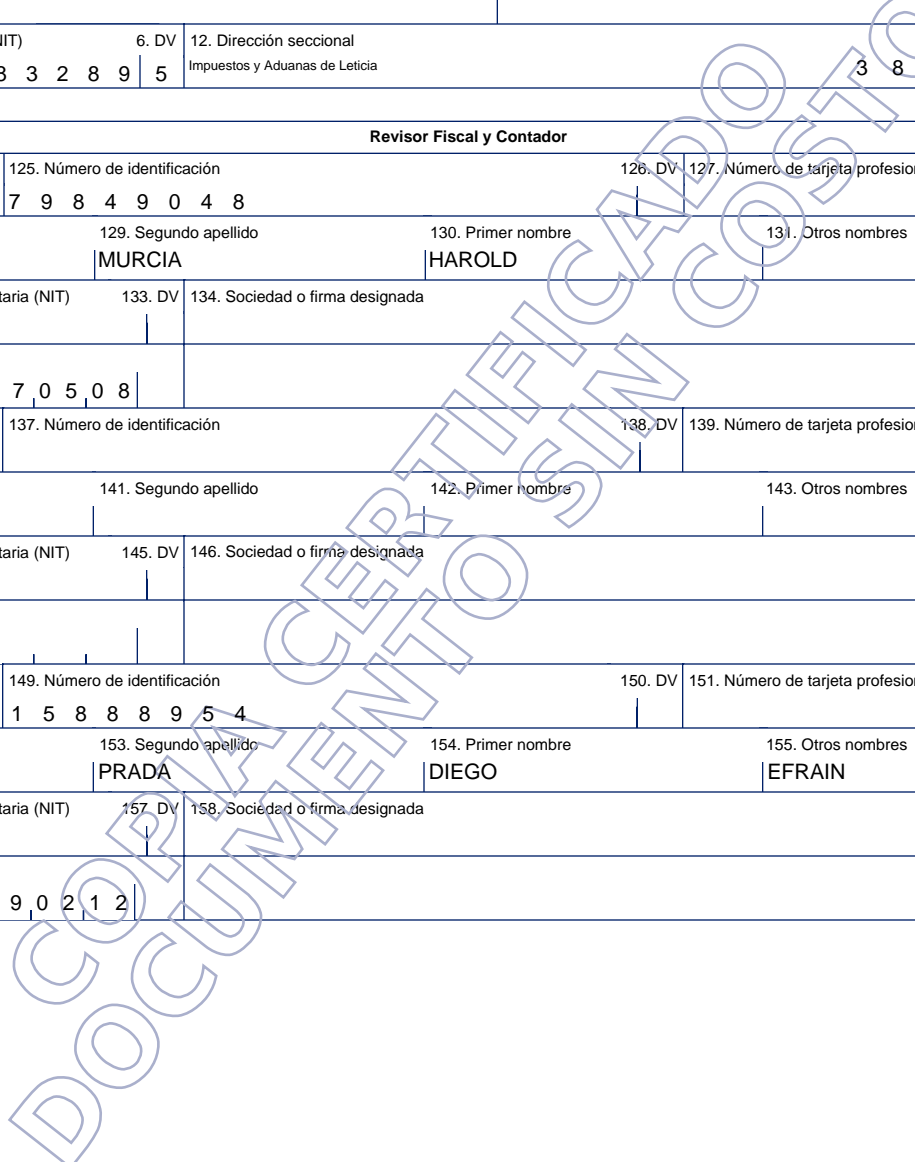 NIT) 6. DV 12. Dirección seccional
3 3 2 8 9 5 Impuestos y Aduanas de Leticia 3 8
Revisor Fiscal y Contador
125. Número de identificación 126. DV 127. Número de tarjeta profesion
7 9 8 4 9 0 4 8
129. Segundo apellido 130. Primer nombre 131. Otros nombres
MURCIA HAROLD
taria (NIT) 133. DV 134. Sociedad o firma designada
7 0 5 0 8
137. Número de identificación 138. DV 139. Número de tarjeta profesion
141. Segundo apellido 142. Primer nombre 143. Otros nombres
taria (NIT) 145. DV 146. Sociedad o firma designada
149. Número de identificación 150. DV 151. Número de tarjeta profesion
1 5 8 8 8 9 5 4
153. Segundo apellido 154. Primer nombre 155. Otros nombres
PRADA DIEGO EFRAIN
taria (NIT) 157. DV 158. Sociedad o firma designada
9 0 2 1 2
COPIA CERTIFICADO
DOCUMENTO SIN COSTO